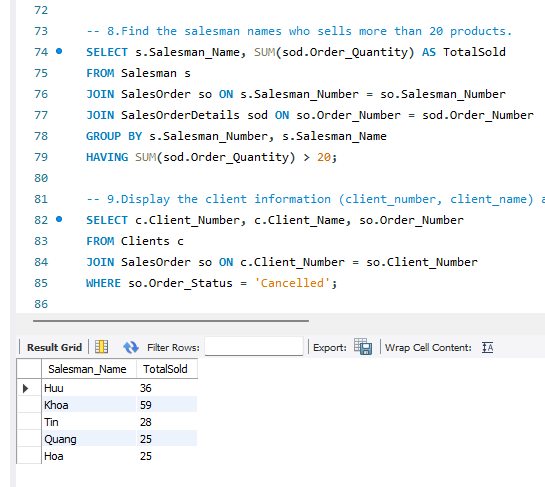 72
73 -- 8.Find the salesman names who sells more than 20 products.
74 SELECT s.Salesman_Name, SUM(sod.Order_Quantity) AS TotalSold
75 FROM Salesman s
76 JOIN SalesOrder so ON s.Salesman_Number = so.Salesman_Number
77 JOIN SalesOrderDetails sod ON so.Order_Number = sod.Order_Number
78 GROUP BY s.Salesman_Number, s.Salesman_Name
79 HAVING SUM(sod.Order_Quantity) > 20;
80
81 -- 9.Display the client information (client_number, client_name) a
82 SELECT c.Client_Number, c.Client_Name, so.Order_Number
83 FROM Clients c
84 JOIN SalesOrder so ON c.Client_Number = so.Client_Number
85 WHERE so.Order_Status = 'Cancelled';
86
Result Grid Filter Rows: Export: Wrap Cell Content:
Salesman_Name TotalSold
Huu 36
Khoa 59
Tin 28
Quang 25
Hoa 25